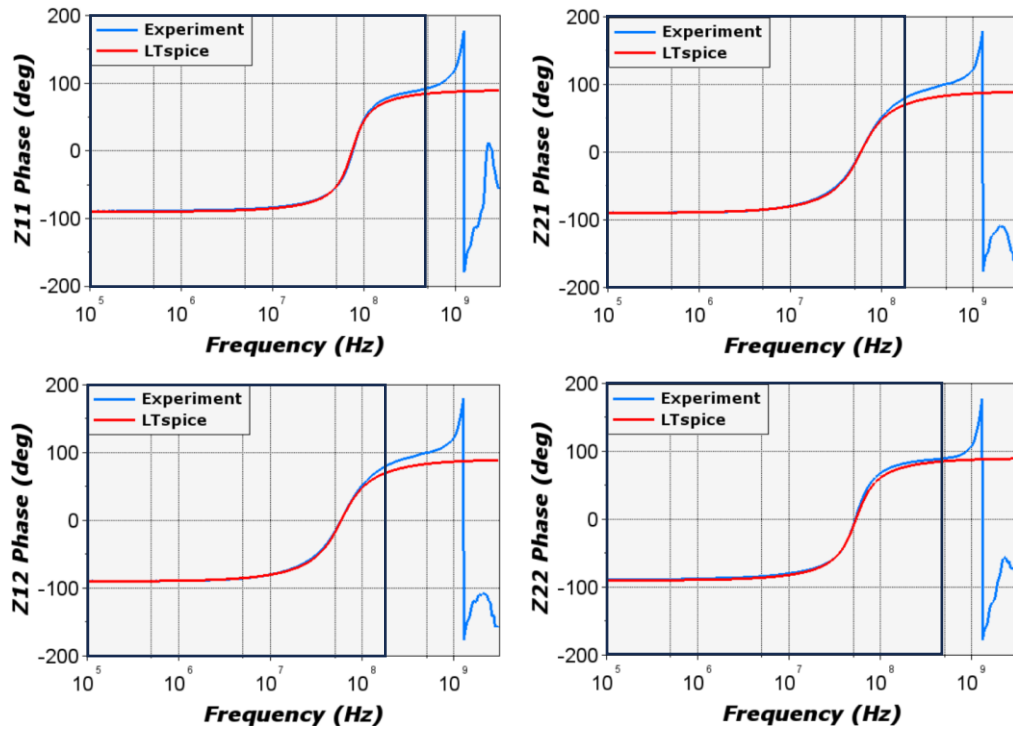 200
Experiment
LTspice
100
0
-100
-200
Z11 Phase (deg)
10^5 10^6 10^7 10^8 10^9
Frequency (Hz)
200
Experiment
LTspice
100
0
-100
-200
Z21 Phase (deg)
10^5 10^6 10^7 10^8 10^9
Frequency (Hz)
200
Experiment
LTspice
100
0
-100
-200
Z12 Phase (deg)
10^5 10^6 10^7 10^8 10^9
Frequency (Hz)
200
Experiment
LTspice
100
0
-100
-200
Z22 Phase (deg)
10^5 10^6 10^7 10^8 10^9
Frequency (Hz)